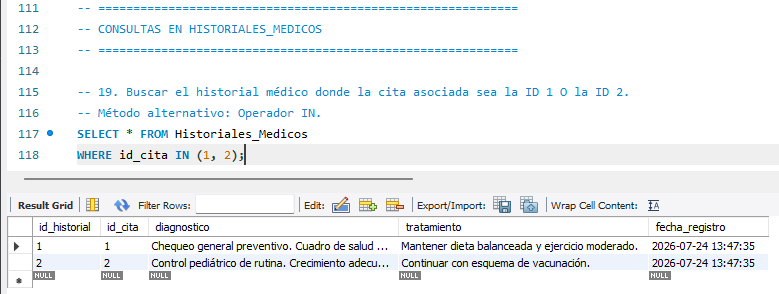 111 -- ============================================================
112 -- CONSULTAS EN HISTORIALES_MEDICOS
113 -- ============================================================
114
115 -- 19. Buscar el historial médico donde la cita asociada sea la ID 1 O la ID 2.
116 -- Método alternativo: Operador IN.
117 SELECT * FROM Historiales_Medicos
118 WHERE id_cita IN (1, 2);
Result Grid Filter Rows: Edit: Export/Import: Wrap Cell Content:
id_historial id_cita diagnostico tratamiento fecha_registro
1 1 Chequeo general preventivo. Cuadro de salud ... Mantener dieta balanceada y ejercicio moderado. 2026-07-24 13:47:35
2 2 Control pediátrico de rutina. Crecimiento adecu... Continuar con esquema de vacunación. 2026-07-24 13:47:35
NULL NULL NULL NULL NULL